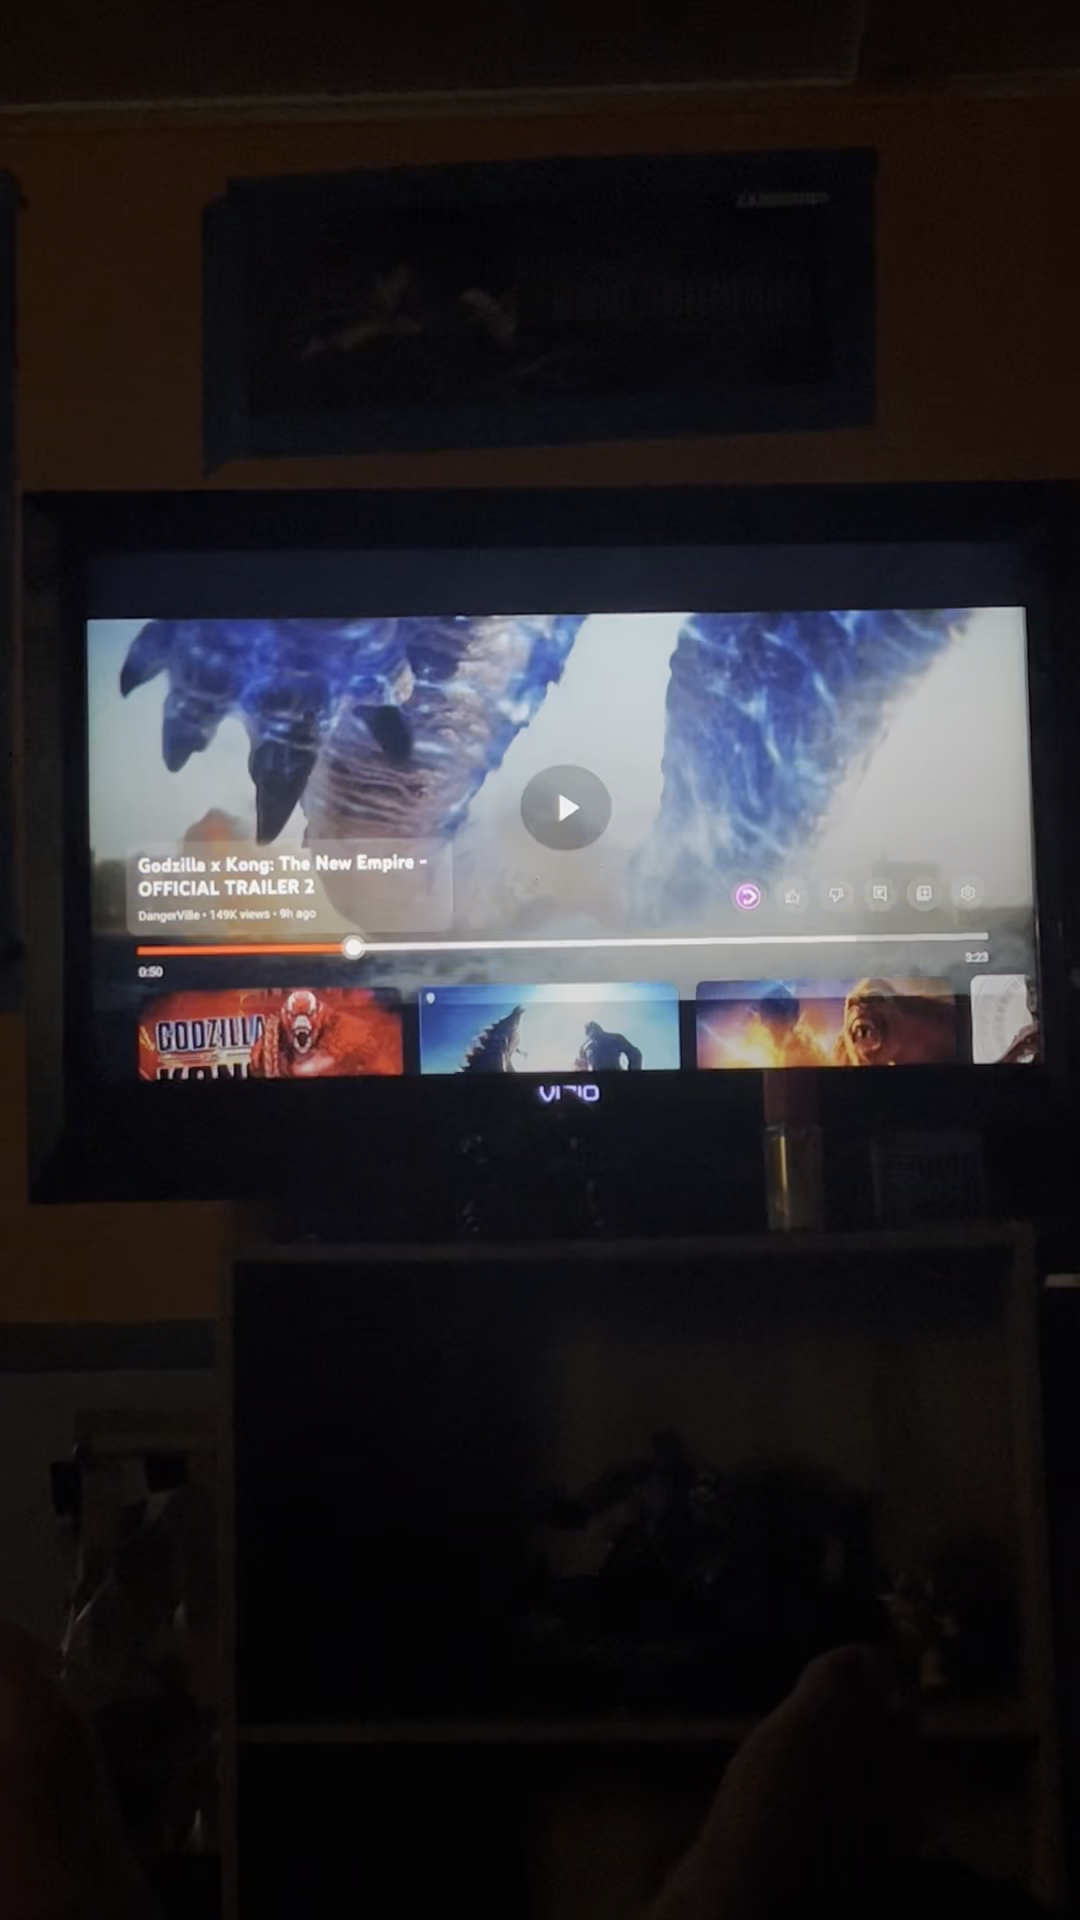 Godzilla x Kong: The New Empire -
OFFICIAL TRAILER 2
DangerVille • 149K views • 9h ago
0:50
3:23
GODZILLA
KONG
VIZIO